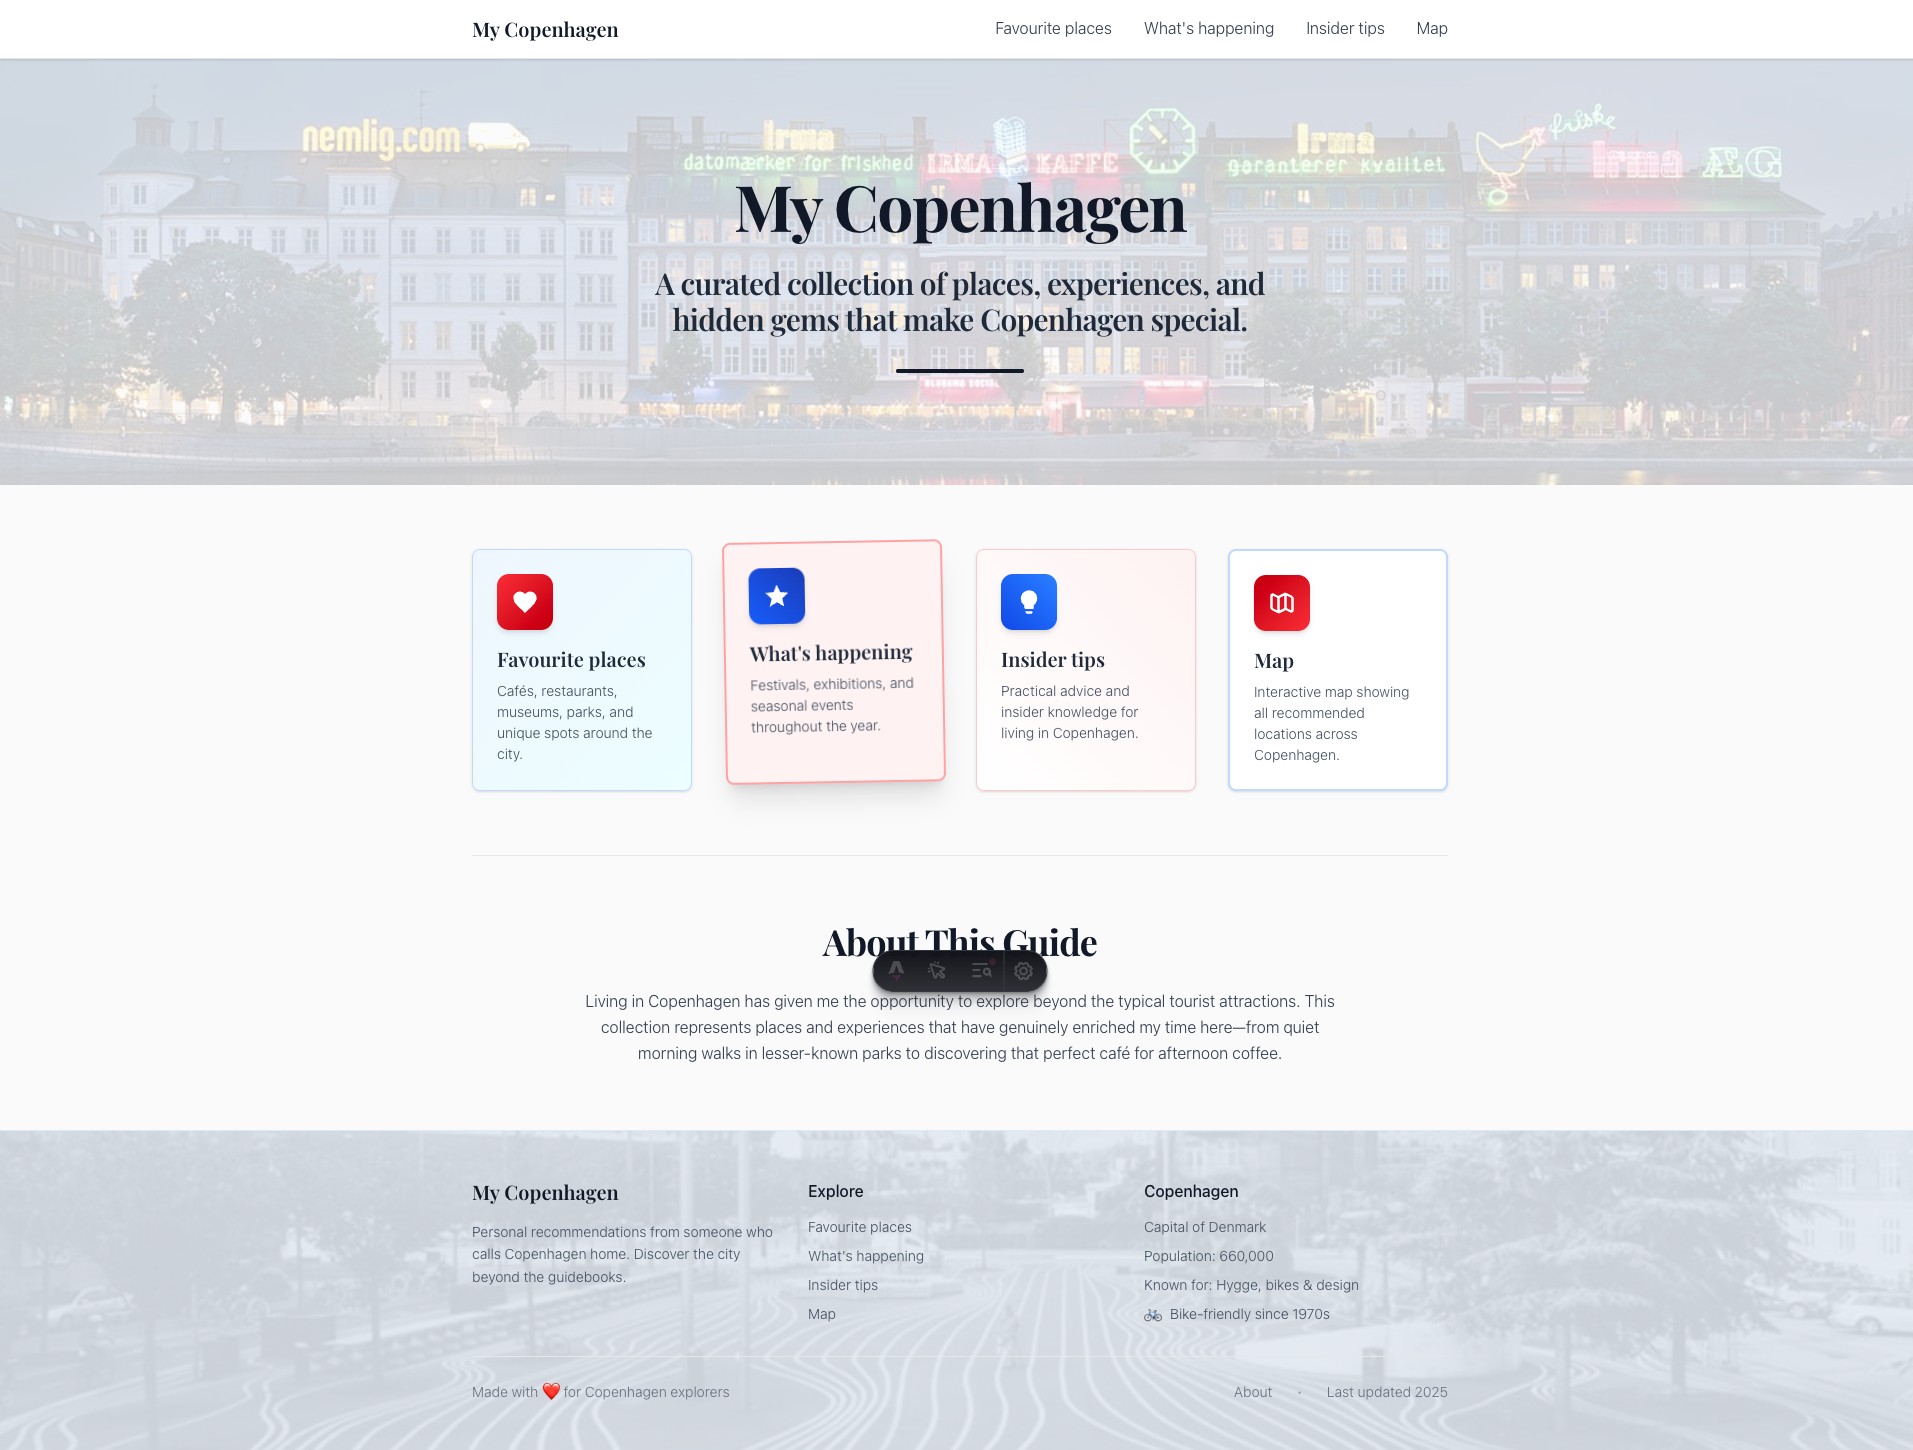 My Copenhagen
Favourite places
What's happening
Insider tips
Map
nemlig.com
Irma
datomærker for friskhed
IRMA KAFFE
Irma
garanterer kvalitet
friske
Irma ÆG
My Copenhagen
A curated collection of places, experiences, and
hidden gems that make Copenhagen special.
Favourite places
Cafés, restaurants,
museums, parks, and
unique spots around the
city.
What's happening
Festivals, exhibitions, and
seasonal events
throughout the year.
Insider tips
Practical advice and
insider knowledge for
living in Copenhagen.
Map
Interactive map showing
all recommended
locations across
Copenhagen.
About This Guide
Living in Copenhagen has given me the opportunity to explore beyond the typical tourist attractions. This
collection represents places and experiences that have genuinely enriched my time here—from quiet
morning walks in lesser-known parks to discovering that perfect café for afternoon coffee.
My Copenhagen
Personal recommendations from someone who
calls Copenhagen home. Discover the city
beyond the guidebooks.
Explore
Favourite places
What's happening
Insider tips
Map
Copenhagen
Capital of Denmark
Population: 660,000
Known for: Hygge, bikes & design
🚲 Bike-friendly since 1970s
Made with ❤️ for Copenhagen explorers
About · Last updated 2025